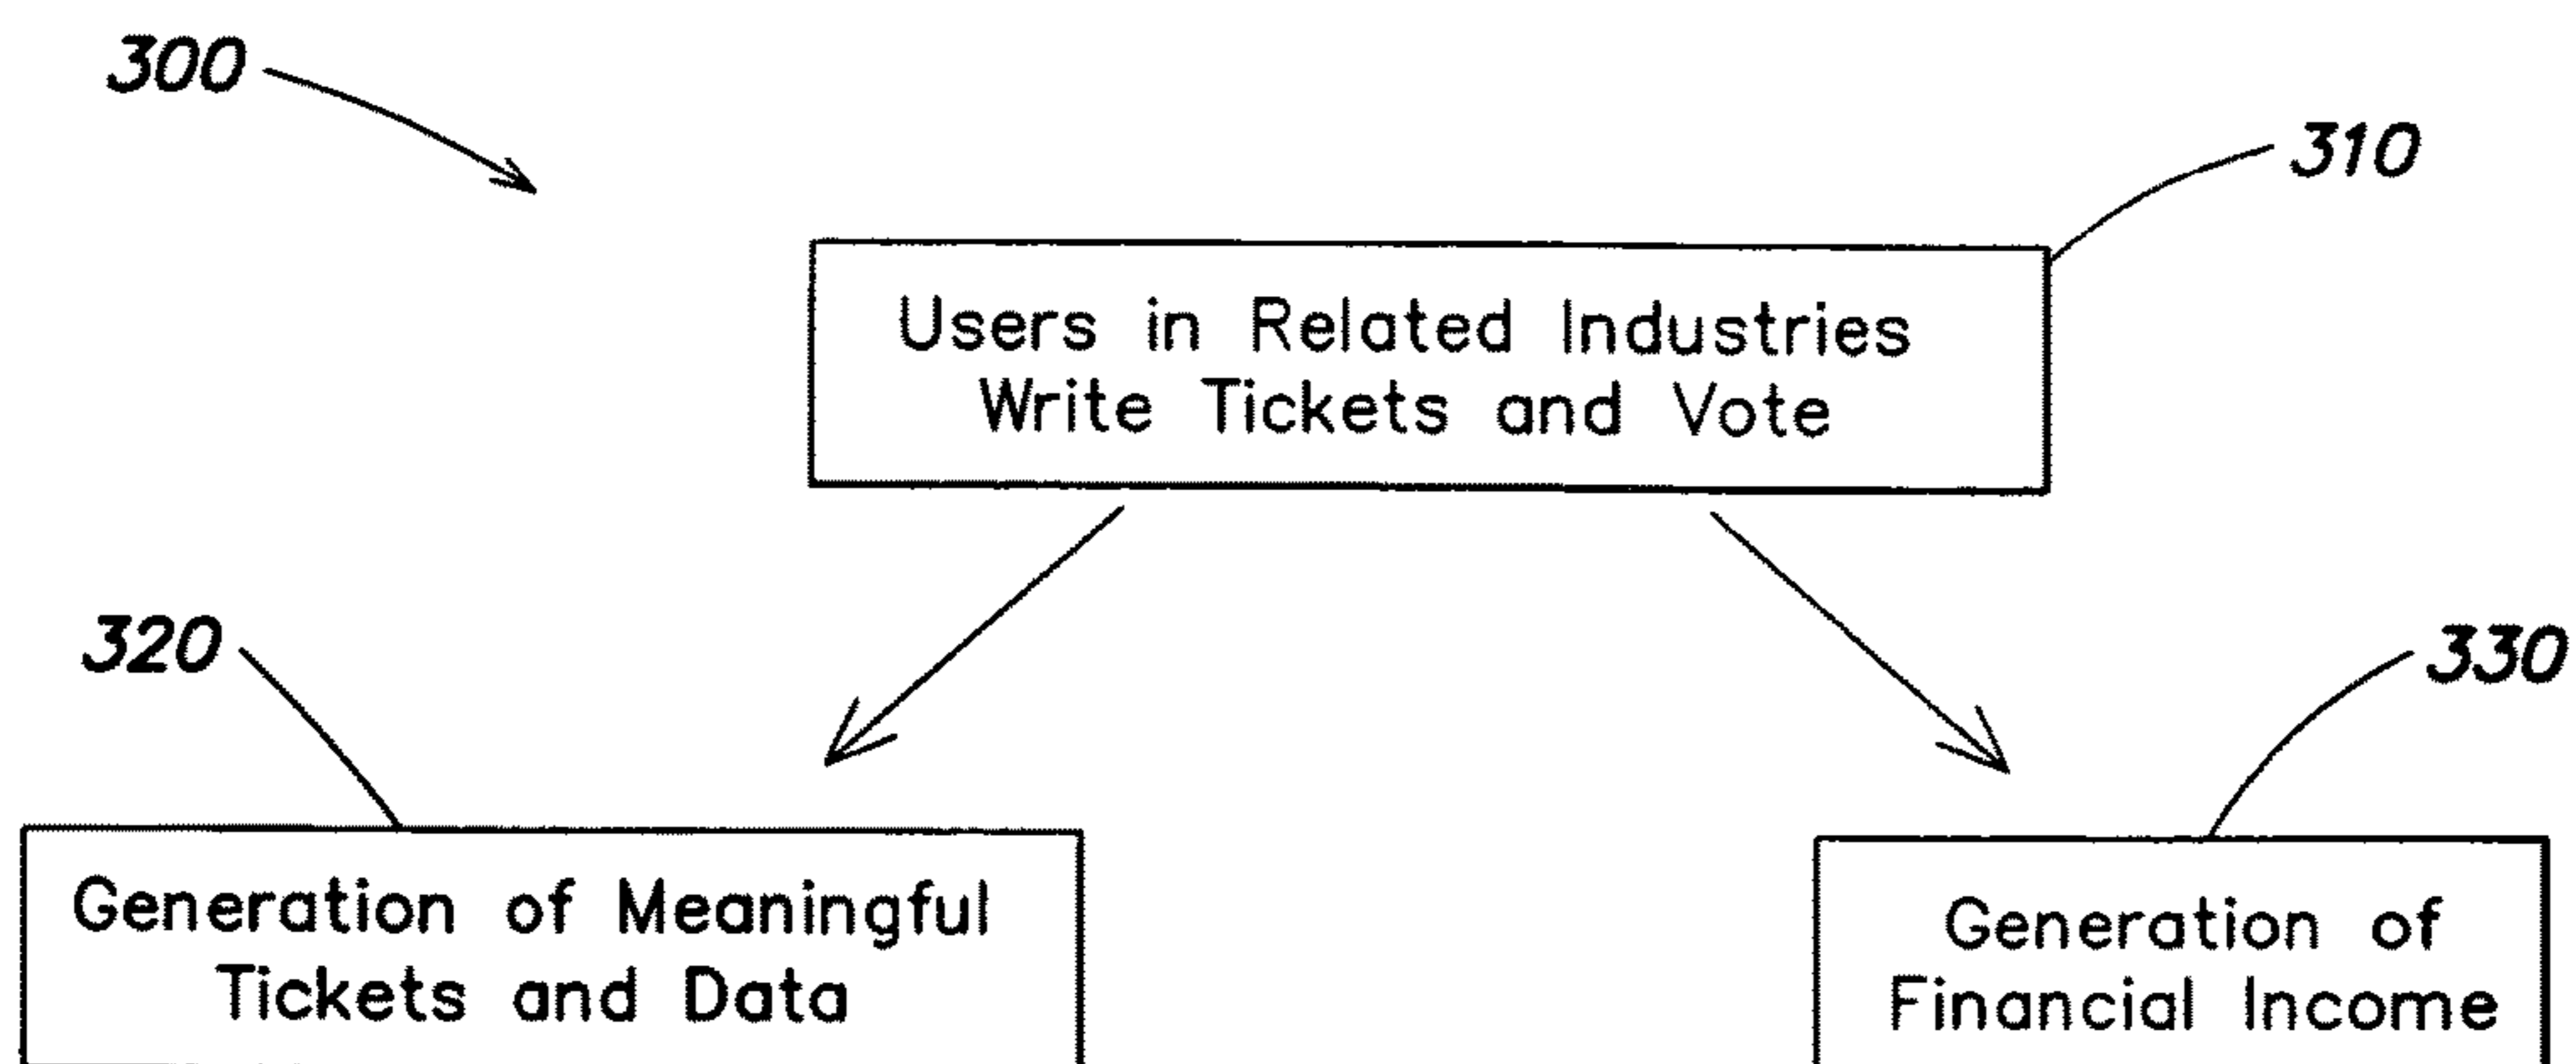 300
310
Users in Related Industries
Write Tickets and Vote
320
330
Generation of Meaningful
Tickets and Data
Generation of
Financial Income